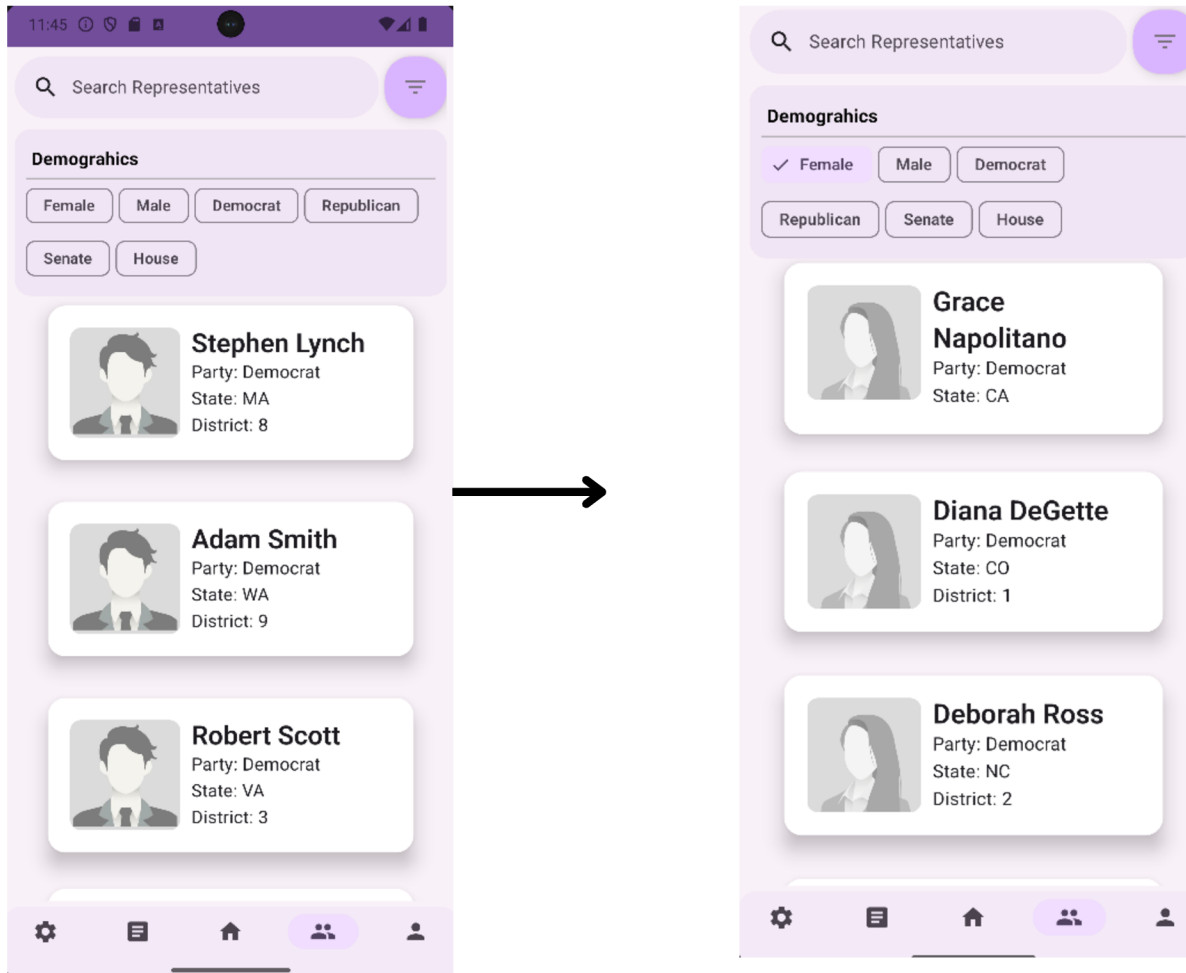 11:45
Search Representatives
Demograhics
Female Male Democrat Republican
Senate House
Stephen Lynch
Party: Democrat
State: MA
District: 8
Adam Smith
Party: Democrat
State: WA
District: 9
Robert Scott
Party: Democrat
State: VA
District: 3
Search Representatives
Demograhics
Female Male Democrat
Republican Senate House
Grace
Napolitano
Party: Democrat
State: CA
Diana DeGette
Party: Democrat
State: CO
District: 1
Deborah Ross
Party: Democrat
State: NC
District: 2